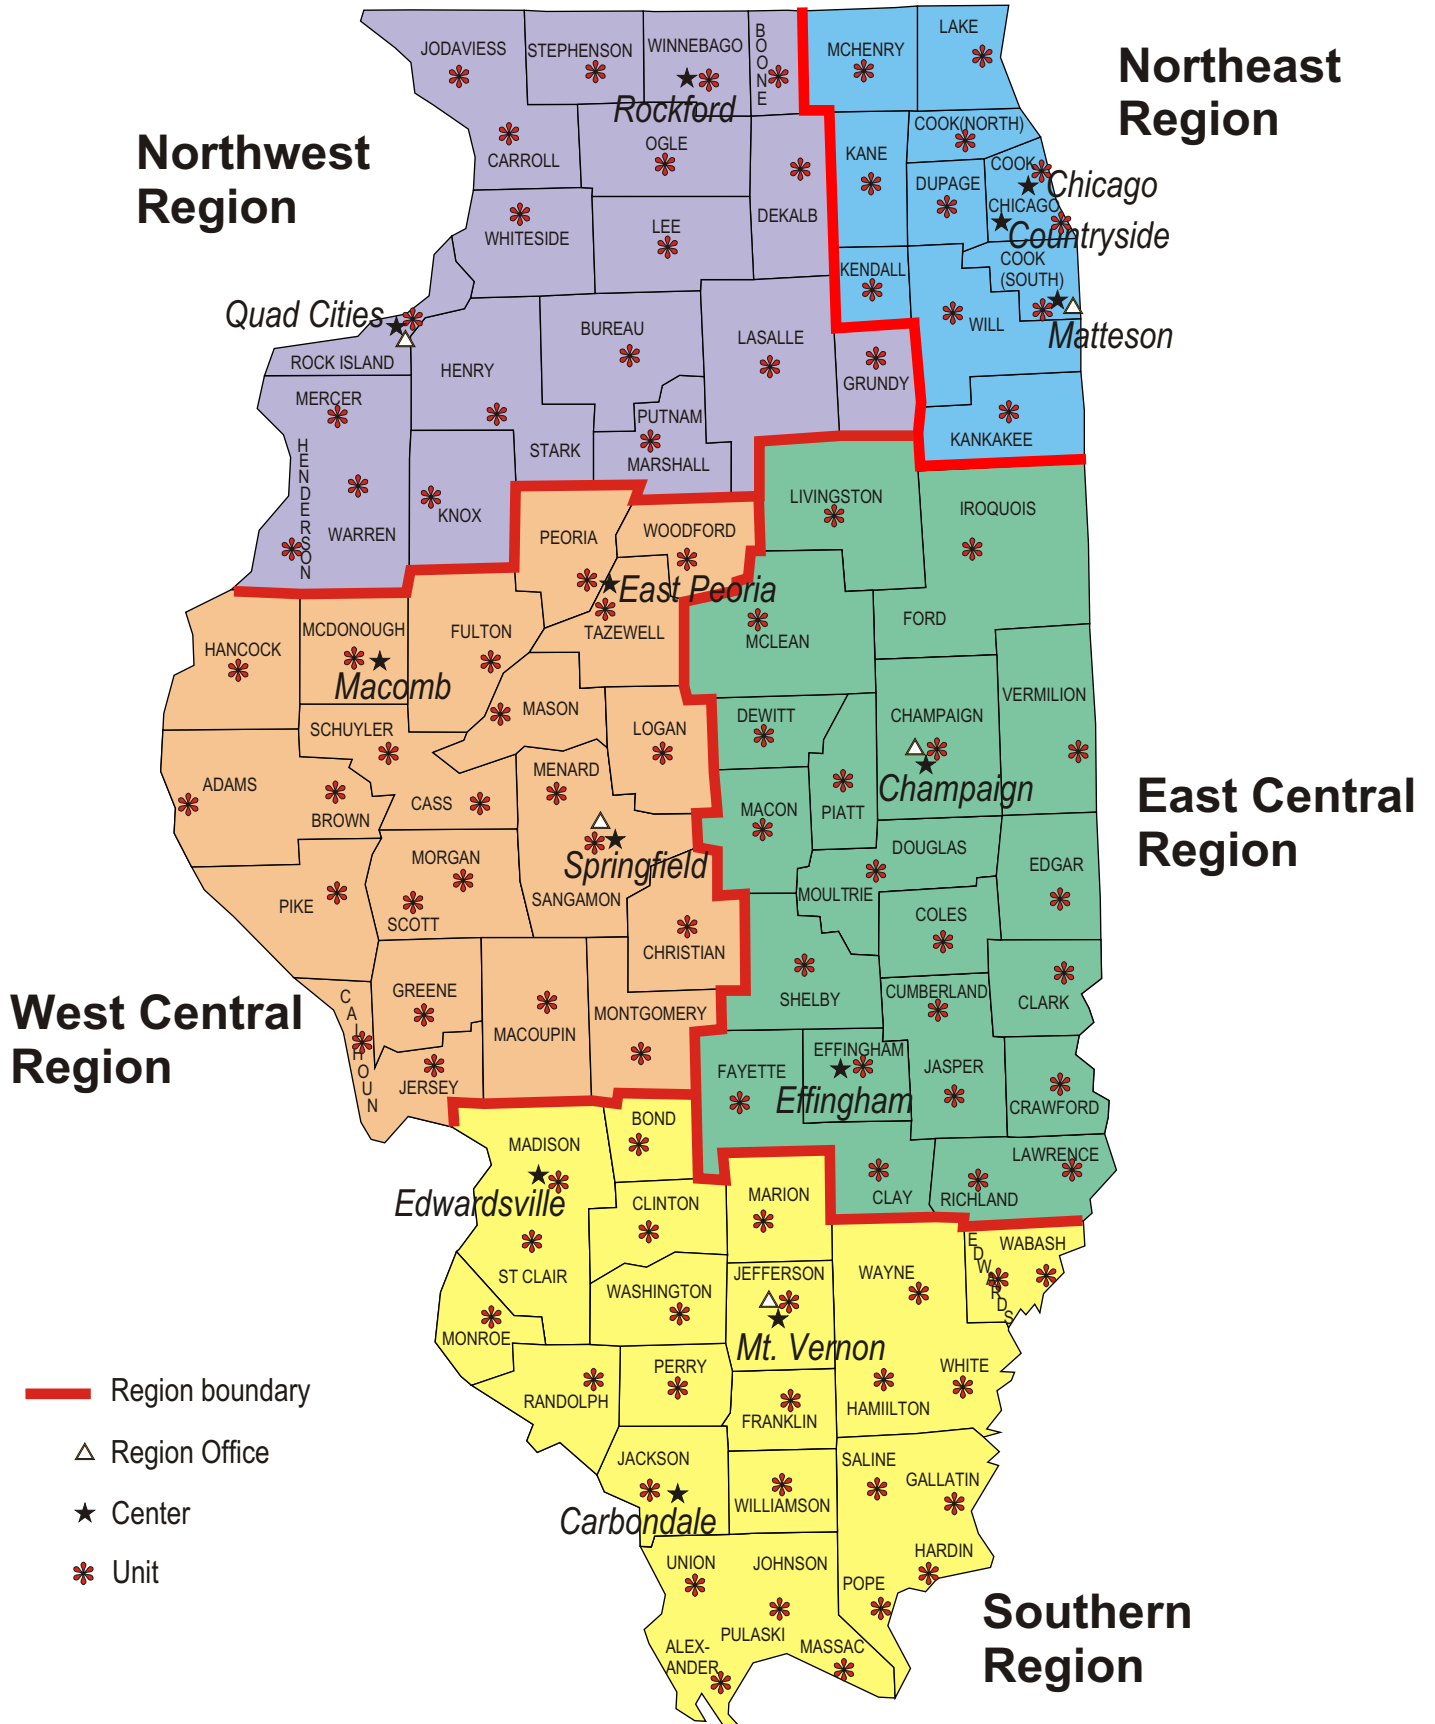 JODAVIESS
STEPHENSON
WINNEBAGO
BOONE
MCHENRY
LAKE
Northeast
Region
Rockford
Northwest
Region
CARROLL
OGLE
DEKALB
KANE
COOK(NORTH)
DUPAGE
COOK
Chicago
CHICAGO
Countryside
WHITESIDE
LEE
COOK
(SOUTH)
KENDALL
WILL
Matteson
Quad Cities
ROCK ISLAND
HENRY
BUREAU
LASALLE
GRUNDY
KANKAKEE
MERCER
HENDERSON
WARREN
KNOX
STARK
PUTNAM
MARSHALL
PEORIA
WOODFORD
LIVINGSTON
IROQUOIS
East Peoria
HANCOCK
MCDONOUGH
Macomb
FULTON
TAZEWELL
MCLEAN
FORD
VERMILION
SCHUYLER
MASON
LOGAN
DEWITT
CHAMPAIGN
Champaign
East Central
Region
ADAMS
BROWN
CASS
MENARD
MACON
PIATT
Springfield
DOUGLAS
EDGAR
PIKE
MORGAN
SCOTT
SANGAMON
CHRISTIAN
MOULTRIE
COLES
West Central
Region
CALHOUN
GREENE
JERSEY
MACOUPIN
MONTGOMERY
SHELBY
CUMBERLAND
CLARK
FAYETTE
EFFINGHAM
Effingham
JASPER
CRAWFORD
MADISON
Edwardsville
BOND
CLINTON
MARION
CLAY
RICHLAND
LAWRENCE
ST CLAIR
WASHINGTON
JEFFERSON
Mt. Vernon
WAYNE
EDWARDS
WABASH
MONROE
RANDOLPH
PERRY
FRANKLIN
HAMIILTON
WHITE
Region boundary
Region Office
Center
Unit
JACKSON
Carbondale
WILLIAMSON
SALINE
GALLATIN
UNION
JOHNSON
POPE
HARDIN
ALEX-
ANDER
PULASKI
MASSAC
Southern
Region